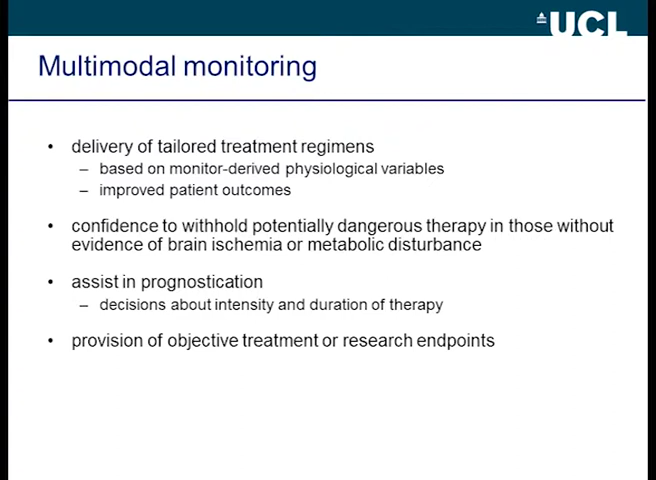 UCL
Multimodal monitoring
• delivery of tailored treatment regimens
– based on monitor-derived physiological variables
– improved patient outcomes
• confidence to withhold potentially dangerous therapy in those without
evidence of brain ischemia or metabolic disturbance
• assist in prognostication
– decisions about intensity and duration of therapy
• provision of objective treatment or research endpoints